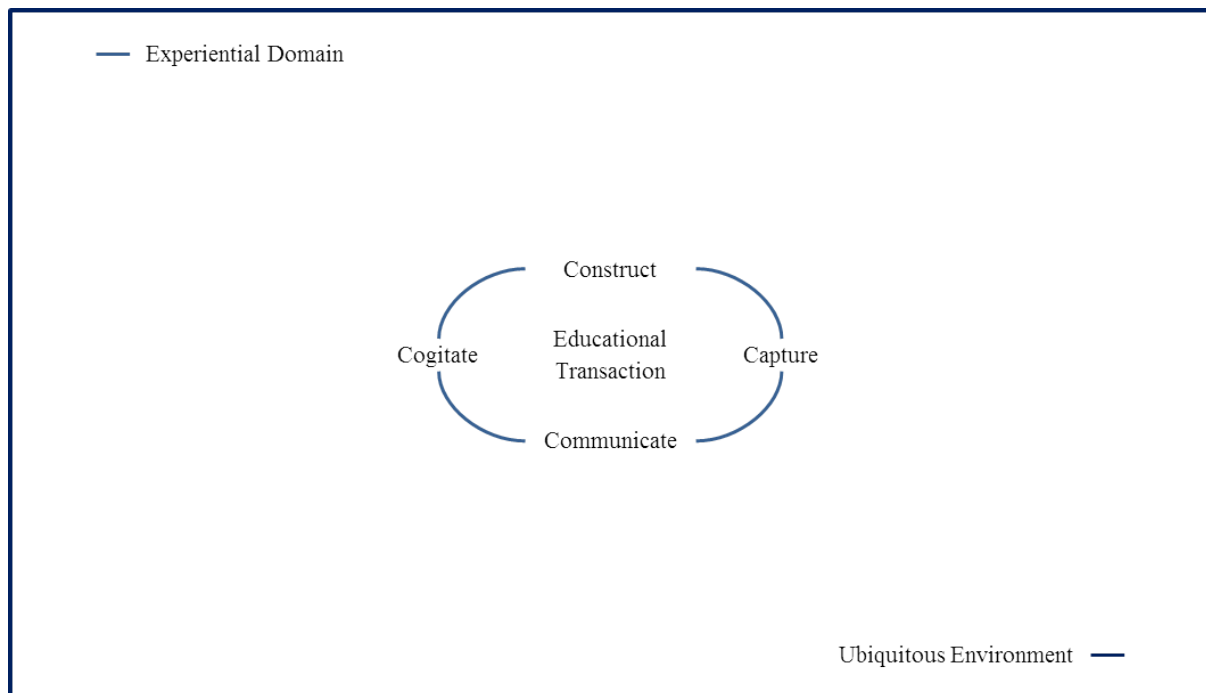 Experiential Domain
Construct
Educational
Transaction
Cogitate
Capture
Communicate
Ubiquitous Environment